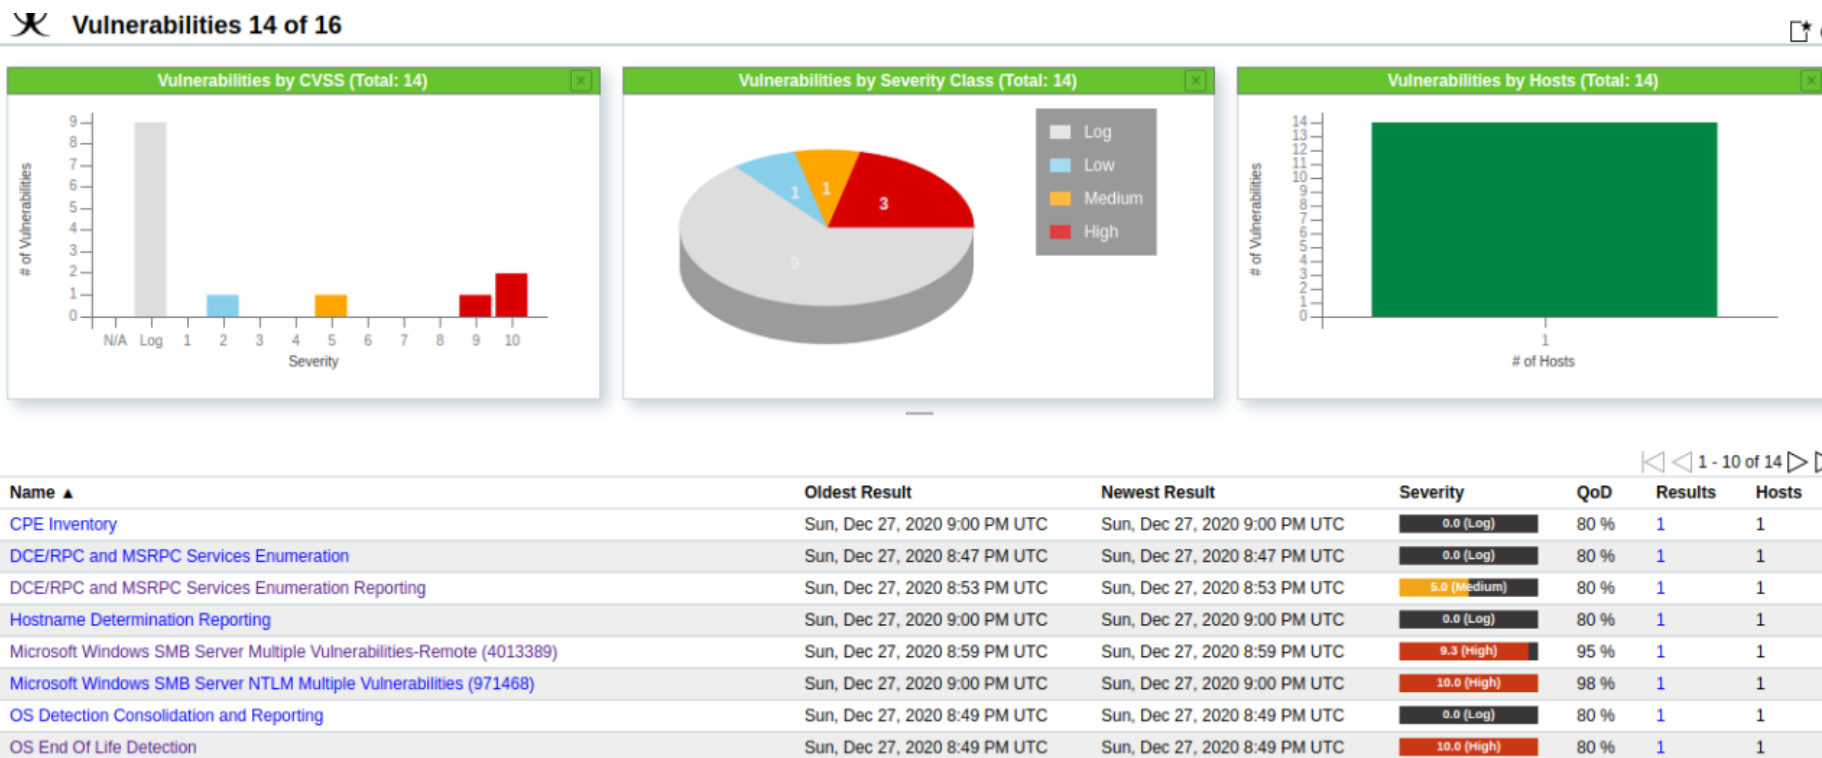 Vulnerabilities 14 of 16
Vulnerabilities by CVSS (Total: 14)
# of Vulnerabilities
9
8
7
6
5
4
3
2
1
0
N/A Log 1 2 3 4 5 6 7 8 9 10
Severity
Vulnerabilities by Severity Class (Total: 14)
1 1 3
9
Log
Low
Medium
High
Vulnerabilities by Hosts (Total: 14)
# of Vulnerabilities
14
13
12
11
10
9
8
7
6
5
4
3
2
1
0
1
# of Hosts
1 - 10 of 14
Name ▲ Oldest Result Newest Result Severity QoD Results Hosts
CPE Inventory Sun, Dec 27, 2020 9:00 PM UTC Sun, Dec 27, 2020 9:00 PM UTC 0.0 (Log) 80 % 1 1
DCE/RPC and MSRPC Services Enumeration Sun, Dec 27, 2020 8:47 PM UTC Sun, Dec 27, 2020 8:47 PM UTC 0.0 (Log) 80 % 1 1
DCE/RPC and MSRPC Services Enumeration Reporting Sun, Dec 27, 2020 8:53 PM UTC Sun, Dec 27, 2020 8:53 PM UTC 5.0 (Medium) 80 % 1 1
Hostname Determination Reporting Sun, Dec 27, 2020 9:00 PM UTC Sun, Dec 27, 2020 9:00 PM UTC 0.0 (Log) 80 % 1 1
Microsoft Windows SMB Server Multiple Vulnerabilities-Remote (4013389) Sun, Dec 27, 2020 8:59 PM UTC Sun, Dec 27, 2020 8:59 PM UTC 9.3 (High) 95 % 1 1
Microsoft Windows SMB Server NTLM Multiple Vulnerabilities (971468) Sun, Dec 27, 2020 9:00 PM UTC Sun, Dec 27, 2020 9:00 PM UTC 10.0 (High) 98 % 1 1
OS Detection Consolidation and Reporting Sun, Dec 27, 2020 8:49 PM UTC Sun, Dec 27, 2020 8:49 PM UTC 0.0 (Log) 80 % 1 1
OS End Of Life Detection Sun, Dec 27, 2020 8:49 PM UTC Sun, Dec 27, 2020 8:49 PM UTC 10.0 (High) 80 % 1 1